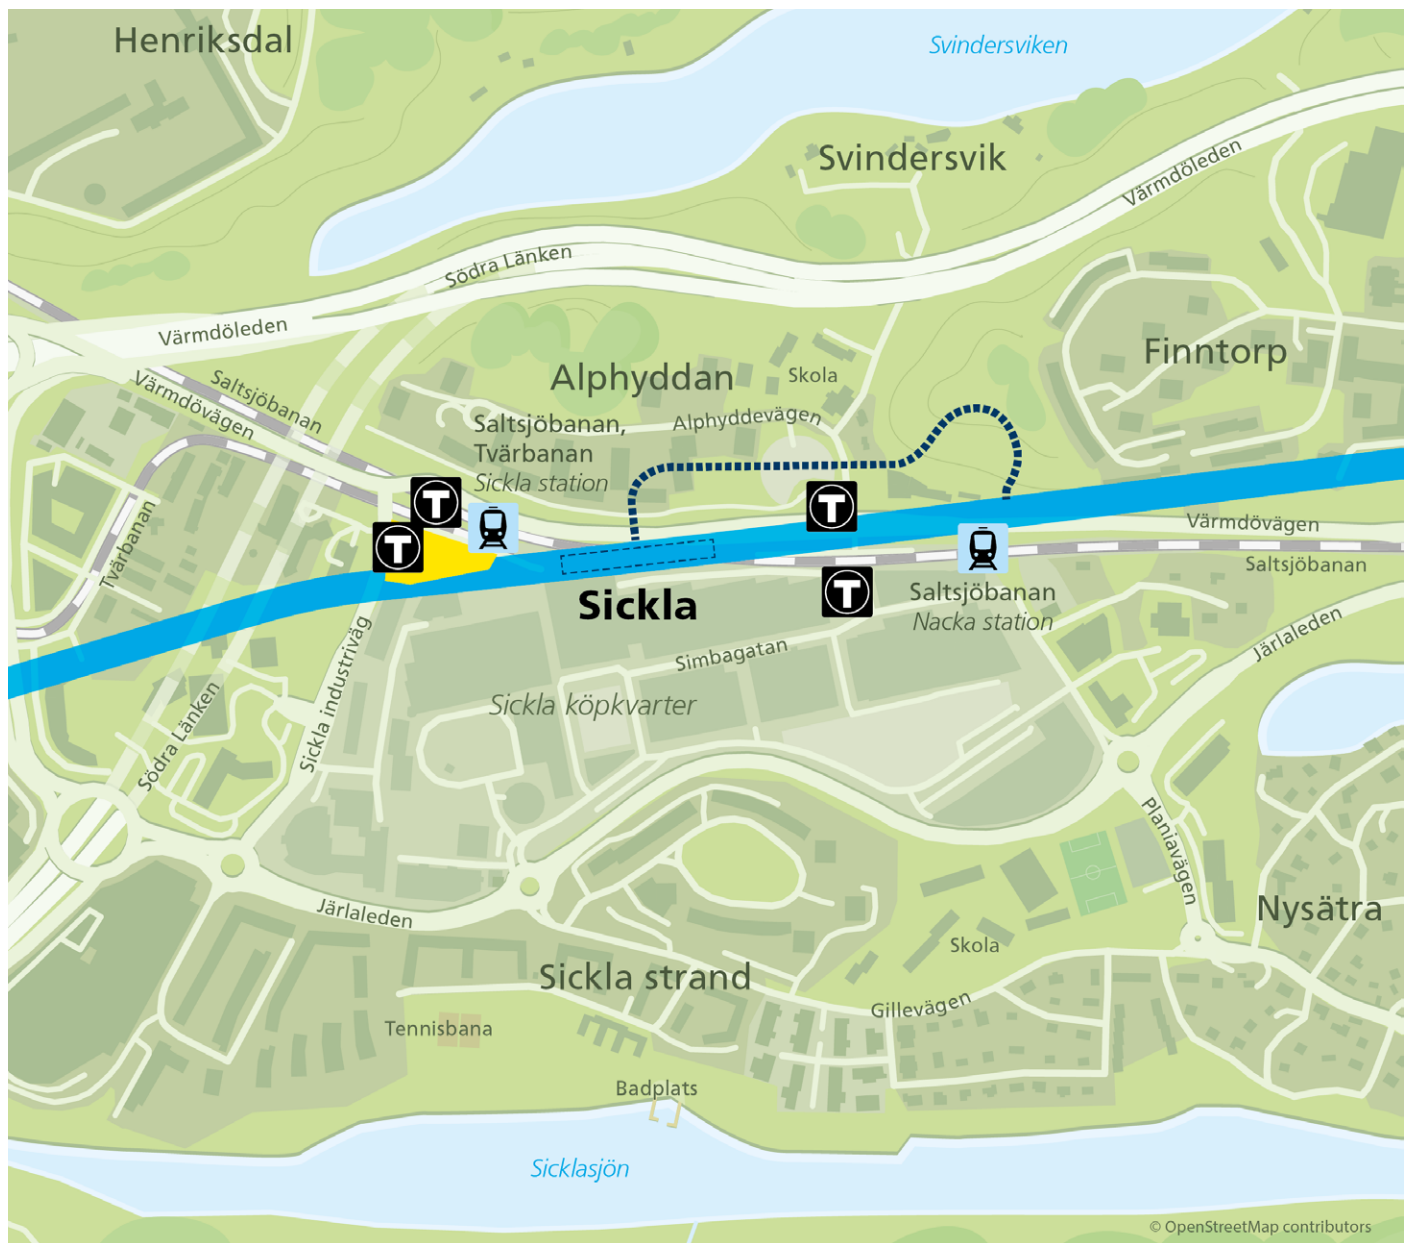 Henriksdal
Svindersviken
Svindersvik
Värmdöleden
Södra Länken
Värmdöleden
Finntorp
Alphyddan
Skola
Saltsjöbanan
Värmdövägen
Alphyddevägen
Saltsjöbanan,
Tvärbanan
Sickla station
T
T
T
Tvärbanan
Värmdövägen
Saltsjöbanan
T
Saltsjöbanan
Nacka station
Sickla
Järlaleden
Simbagatan
Sickla industriväg
Sickla köpkvarter
Södra Länken
Planiavägen
Järlaleden
Nysätra
Skola
Sickla strand
Gillevägen
Tennisbana
Badplats
Sicklasjön
© OpenStreetMap contributors